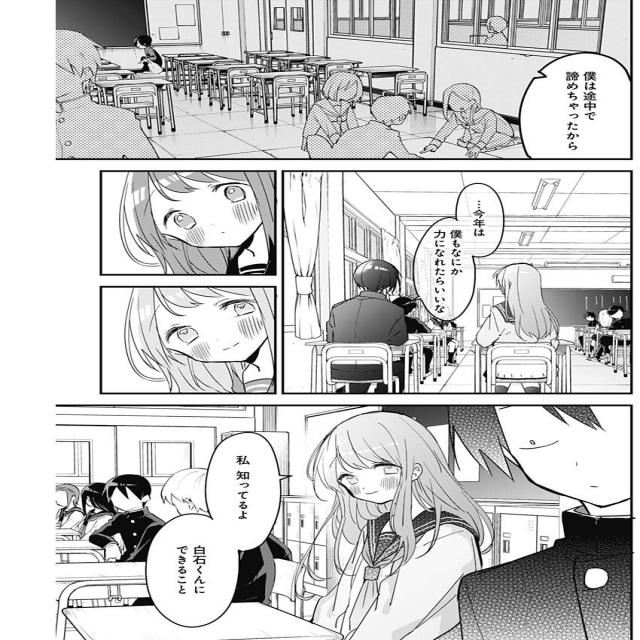 僕は途中で
諦めちゃったから
…今年は
僕もなにか
力になれたらいいな
私 知ってるよ
白石くんに
できること